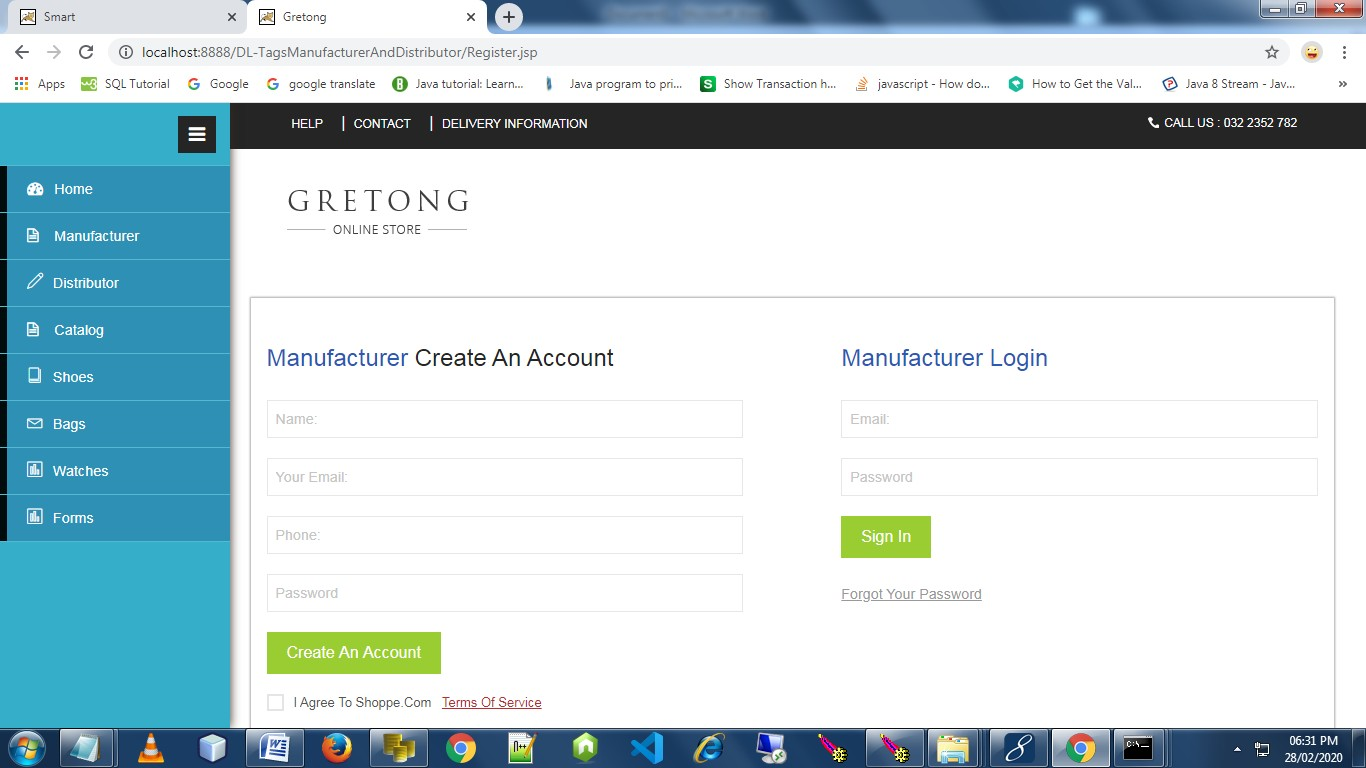 Smart
Gretong
localhost:8888/DL-TagsManufacturerAndDistributor/Register.jsp
Apps
SQL Tutorial
Google
google translate
Java tutorial: Learn...
Java program to pri...
Show Transaction h...
javascript - How do...
How to Get the Val...
Java 8 Stream - Jav...
HELP | CONTACT | DELIVERY INFORMATION
CALL US : 032 2352 782
Home
Manufacturer
Distributor
Catalog
Shoes
Bags
Watches
Forms
GRETONG
ONLINE STORE
Manufacturer Create An Account
Name:
Your Email:
Phone:
Password
Create An Account
I Agree To Shoppe.Com Terms Of Service
Manufacturer Login
Email:
Password
Sign In
Forgot Your Password
06:31 PM
28/02/2020